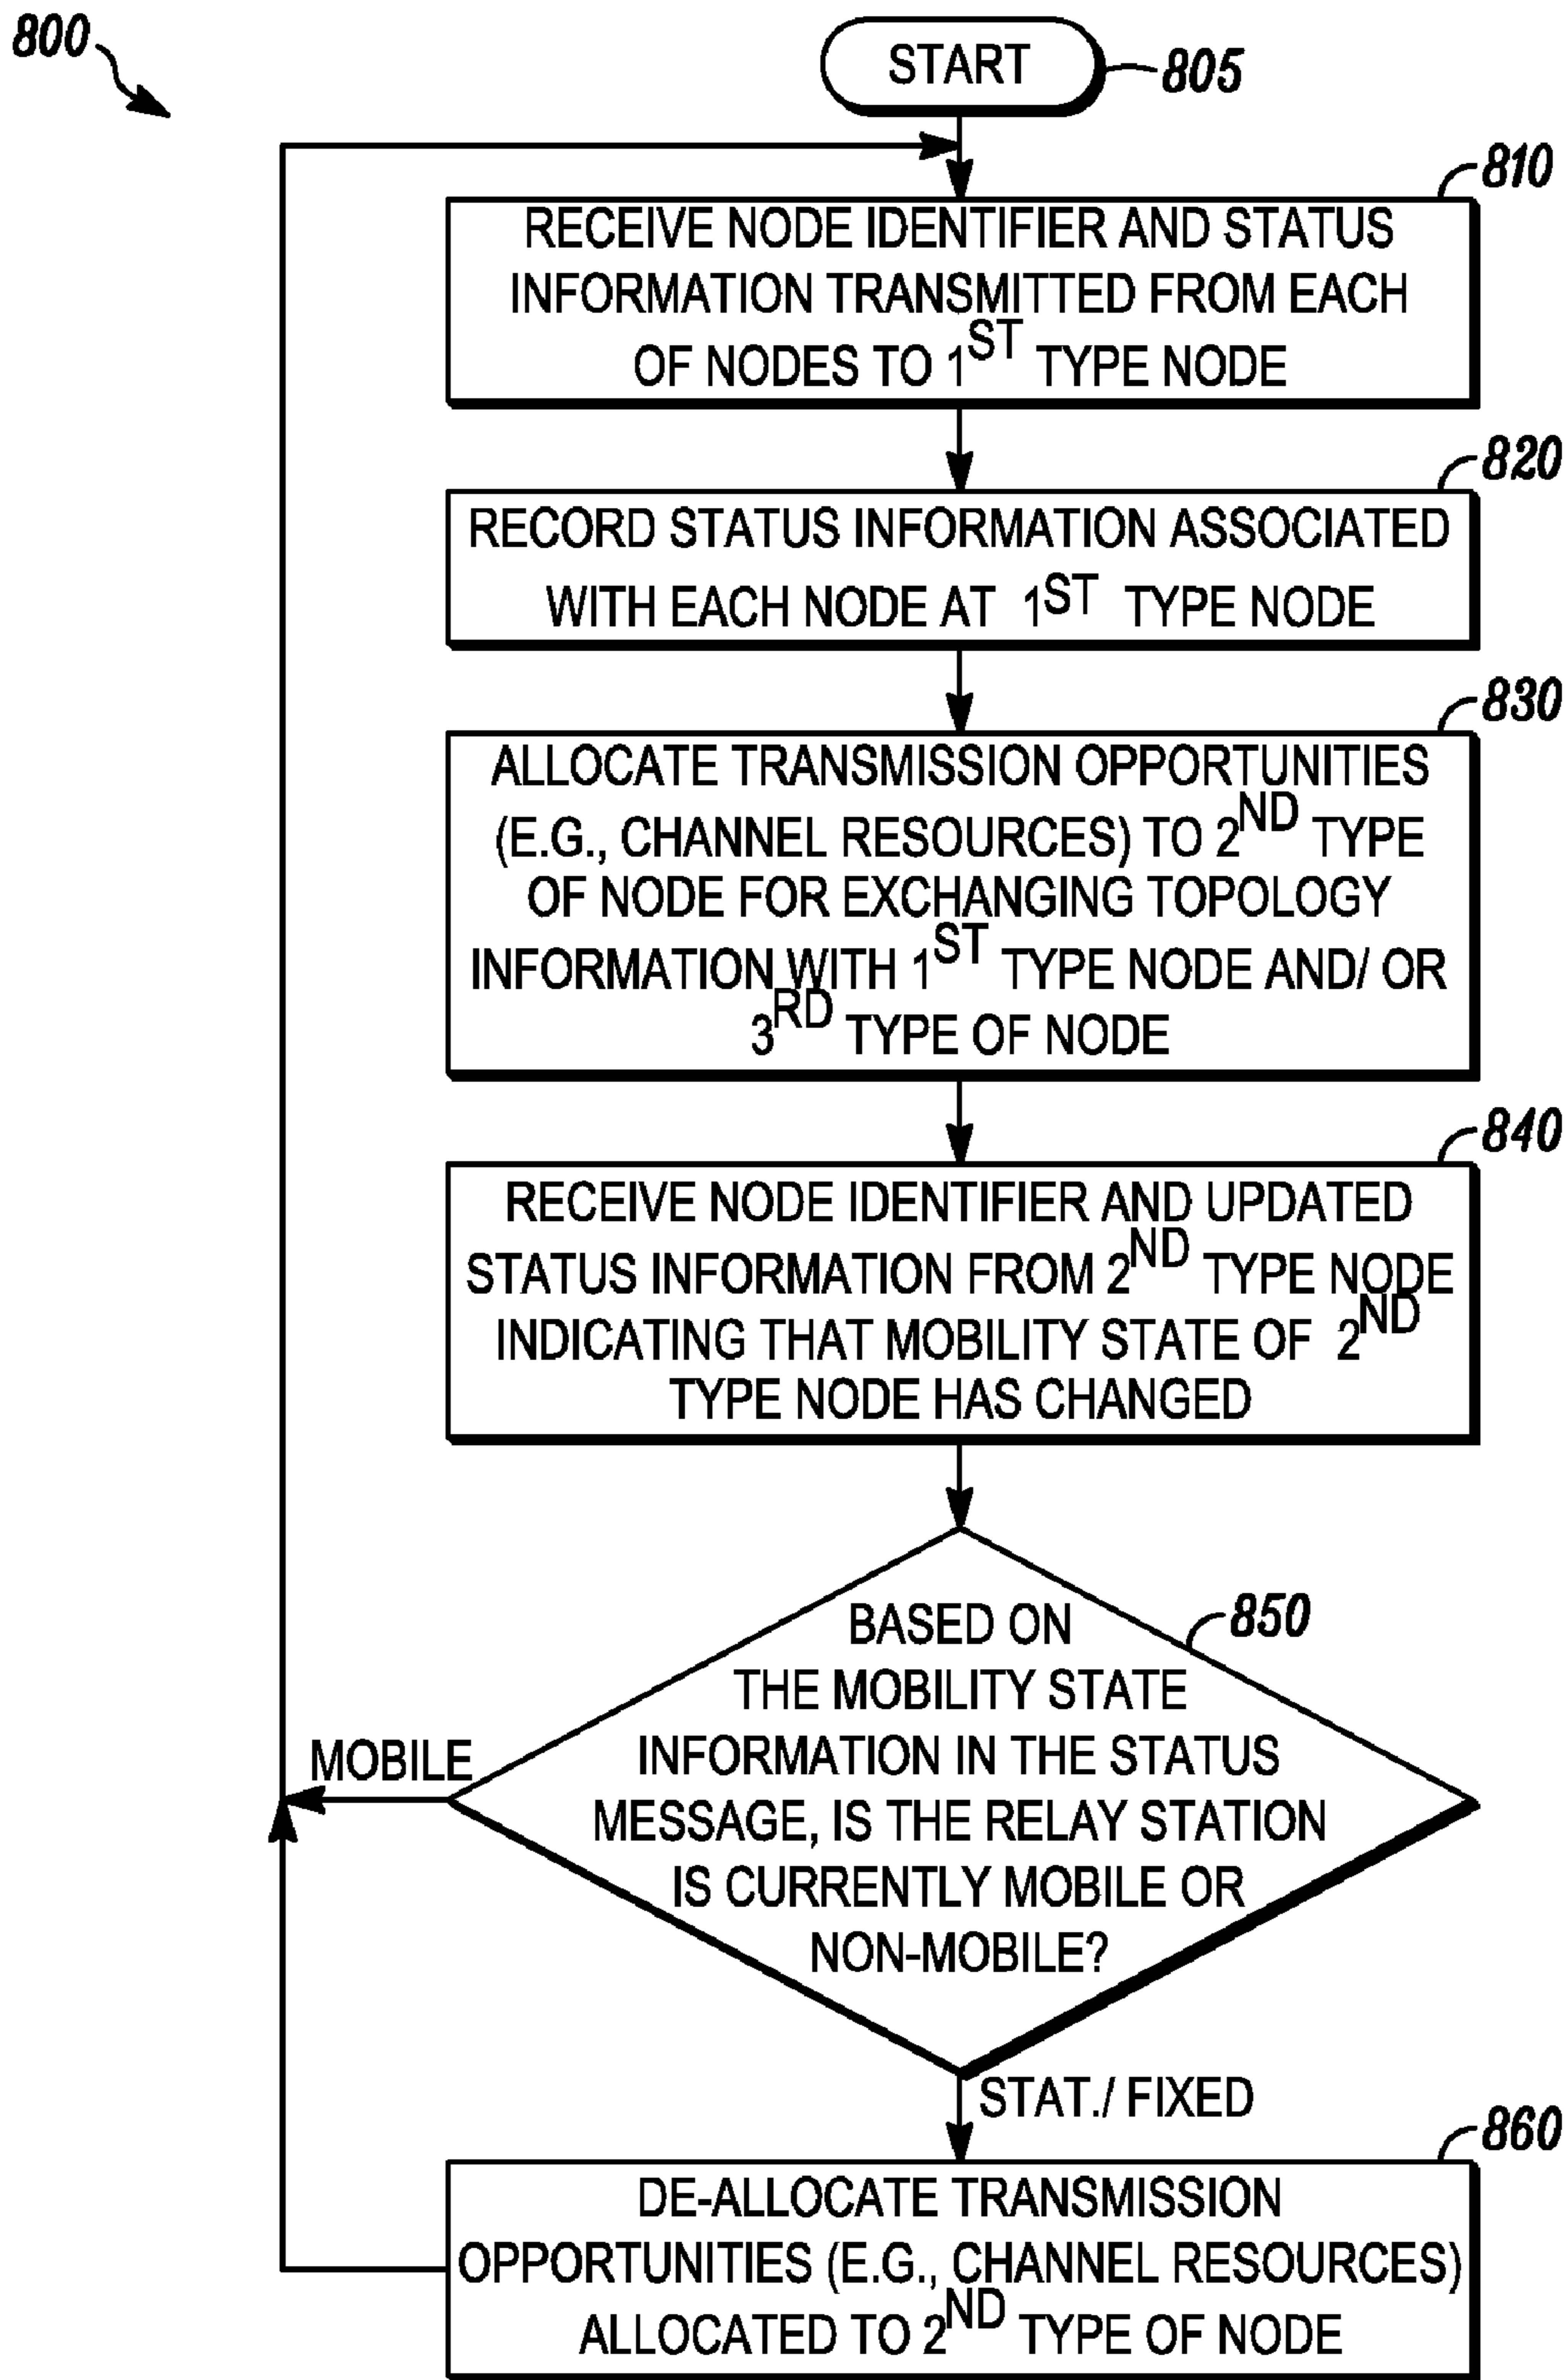 800
START
805
810
RECEIVE NODE IDENTIFIER AND STATUS
INFORMATION TRANSMITTED FROM EACH
OF NODES TO 1ST TYPE NODE
820
RECORD STATUS INFORMATION ASSOCIATED
WITH EACH NODE AT 1ST TYPE NODE
830
ALLOCATE TRANSMISSION OPPORTUNITIES
(E.G., CHANNEL RESOURCES) TO 2ND TYPE
OF NODE FOR EXCHANGING TOPOLOGY
INFORMATION WITH 1ST TYPE NODE AND/ OR
3RD TYPE OF NODE
840
RECEIVE NODE IDENTIFIER AND UPDATED
STATUS INFORMATION FROM 2ND TYPE NODE
INDICATING THAT MOBILITY STATE OF 2ND
TYPE NODE HAS CHANGED
850
BASED ON
THE MOBILITY STATE
INFORMATION IN THE STATUS
MESSAGE, IS THE RELAY STATION
IS CURRENTLY MOBILE OR
NON-MOBILE?
MOBILE
STAT./ FIXED
860
DE-ALLOCATE TRANSMISSION
OPPORTUNITIES (E.G., CHANNEL RESOURCES)
ALLOCATED TO 2ND TYPE OF NODE